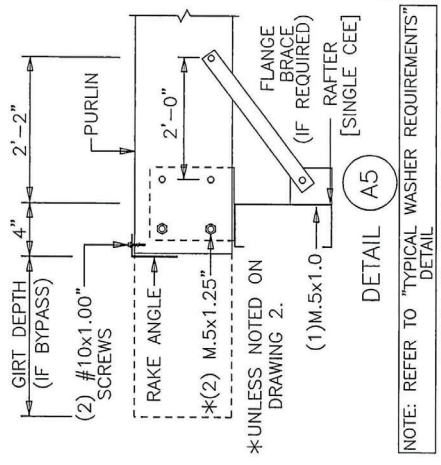 GIRT DEPTH
(IF BYPASS)
4"
2'-2"
(2) #10x1.00"
SCREWS
PURLIN
RAKE ANGLE
2'-0"
*(2) M.5x1.25"
*UNLESS NOTED ON
DRAWING 2.
FLANGE
BRACE
(IF REQUIRED)
(1)M.5x1.0
RAFTER
[SINGLE CEE]
DETAIL A5
NOTE: REFER TO "TYPICAL WASHER REQUIREMENTS"
DETAIL